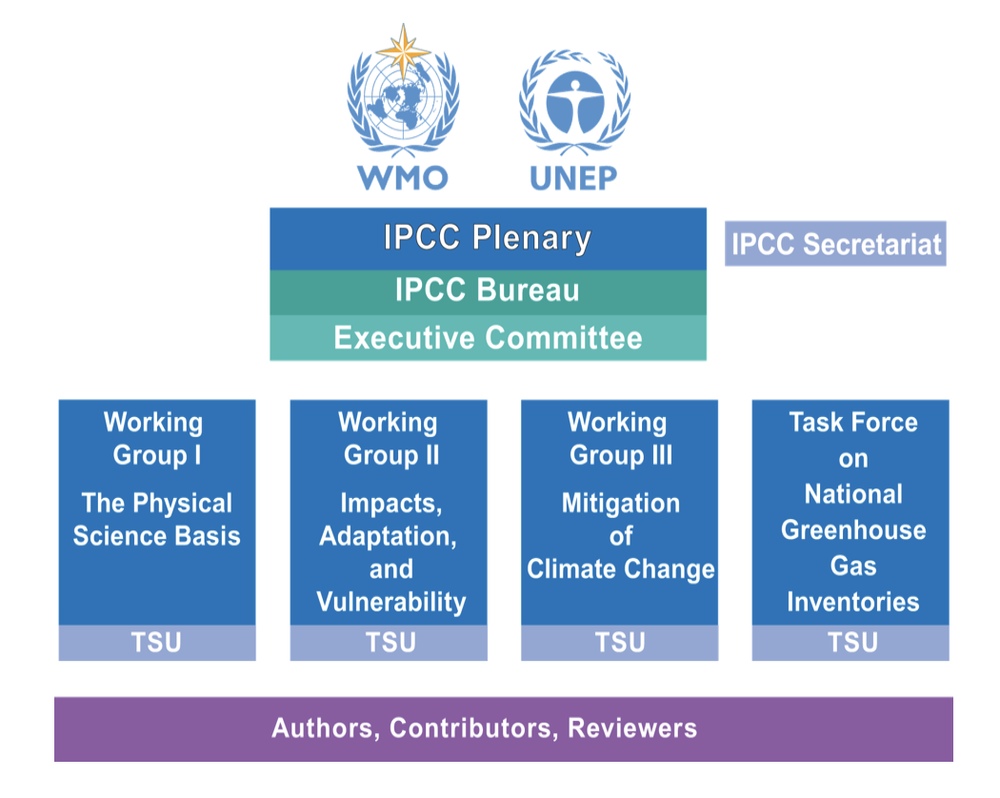 WMO
UNEP
IPCC Plenary
IPCC Secretariat
IPCC Bureau
Executive Committee
Working
Group I
The Physical
Science Basis
TSU
Working
Group II
Impacts,
Adaptation,
and
Vulnerability
TSU
Working
Group III
Mitigation
of
Climate Change
TSU
Task Force
on
National
Greenhouse
Gas
Inventories
TSU
Authors, Contributors, Reviewers